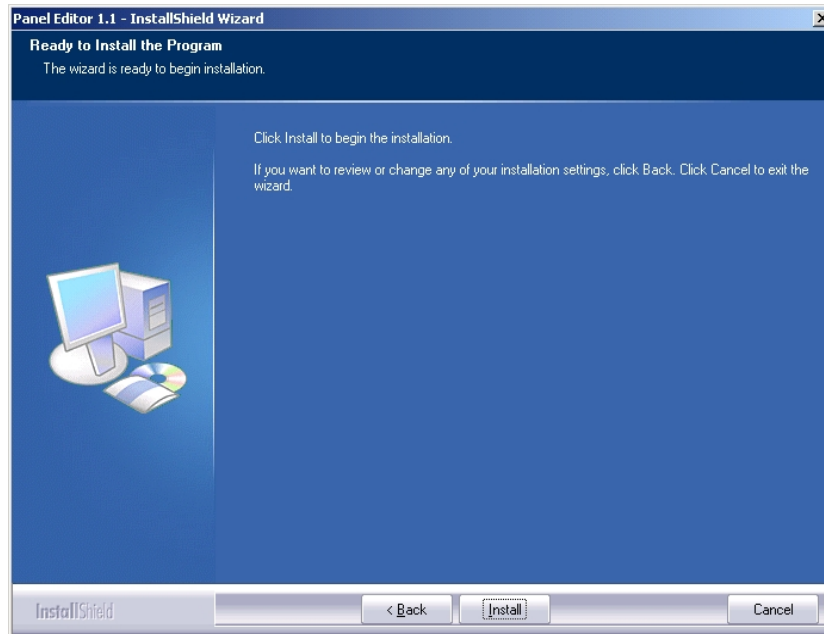 Panel Editor 1.1 - InstallShield Wizard
Ready to Install the Program
The wizard is ready to begin installation.
Click Install to begin the installation.
If you want to review or change any of your installation settings, click Back. Click Cancel to exit the
wizard.
InstallShield
< Back
Install
Cancel